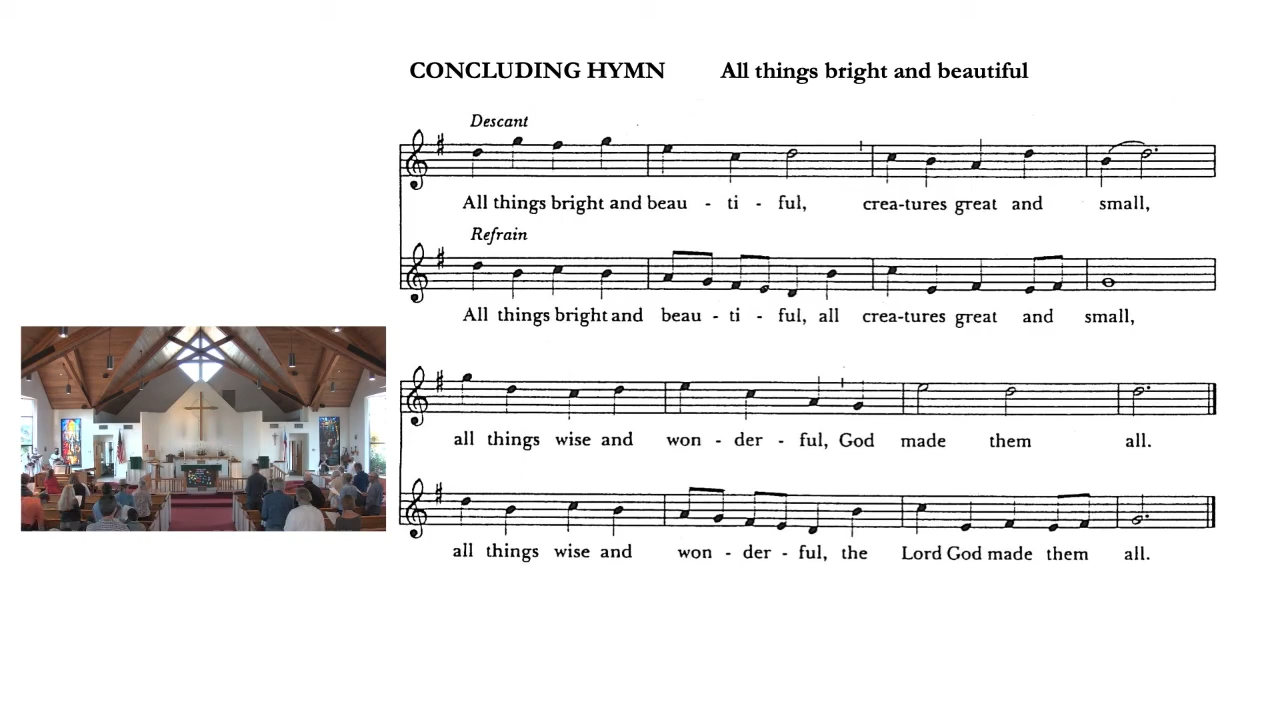 CONCLUDING HYMN All things bright and beautiful
Descant
All things bright and beau - ti - ful, crea-tures great and small,
Refrain
All things bright and beau - ti - ful, all crea-tures great and small,
all things wise and won - der - ful, God made them all.
all things wise and won - der - ful, the Lord God made them all.